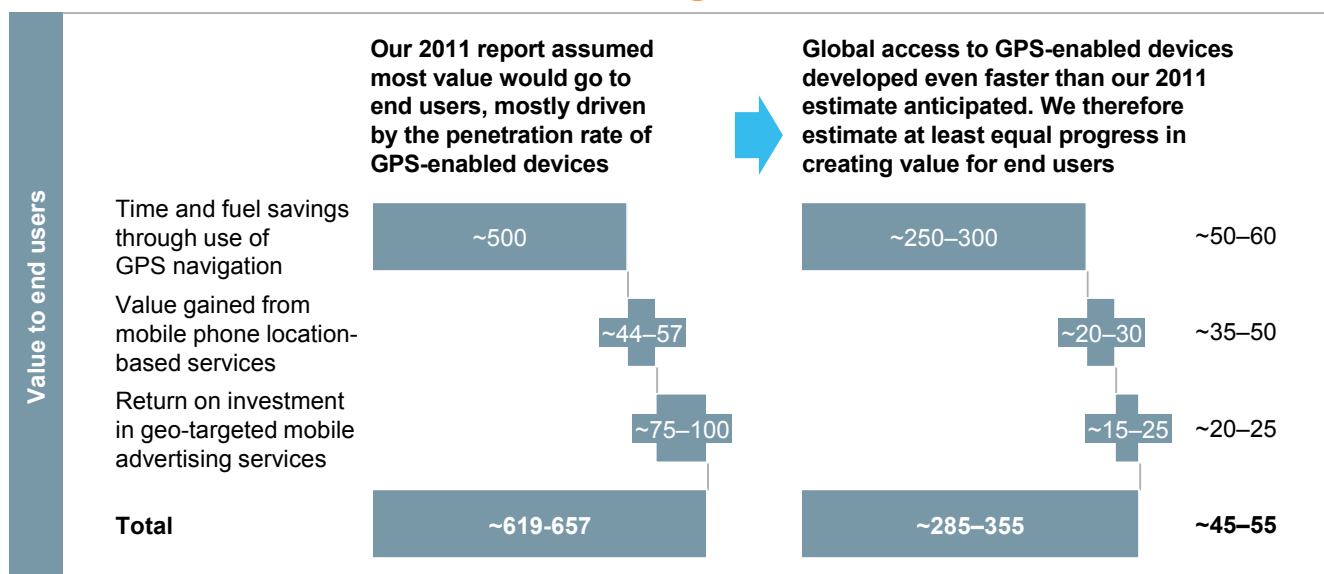 Our 2011 report assumed
most value would go to
end users, mostly driven
by the penetration rate of
GPS-enabled devices
Global access to GPS-enabled devices
developed even faster than our 2011
estimate anticipated. We therefore
estimate at least equal progress in
creating value for end users
Value to end users
Time and fuel savings
through use of
GPS navigation
~500
~250–300
~50–60
Value gained from
mobile phone location-
based services
~44–57
~20–30
~35–50
Return on investment
in geo-targeted mobile
advertising services
~75–100
~15–25
~20–25
Total
~619-657
~285–355
~45–55